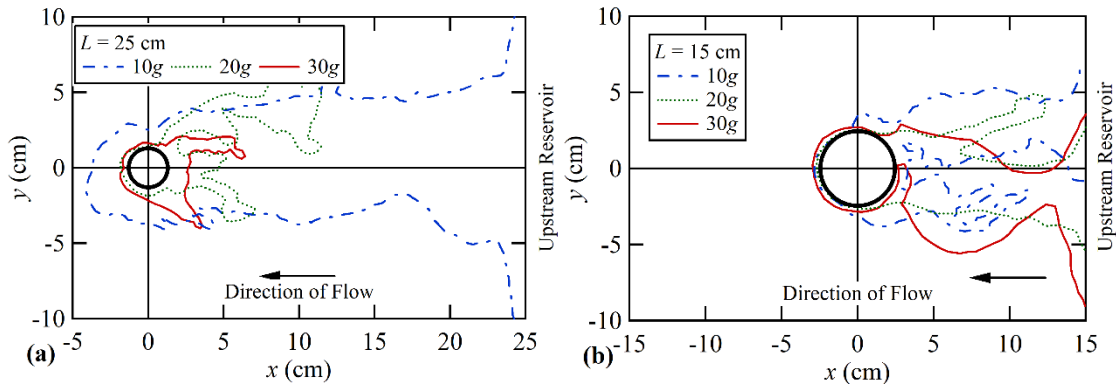 L = 25 cm
10g 20g 30g
10
5
0
-5
-10
y (cm)
-10 -5 0 5 10 15 20 25
x (cm)
Direction of Flow
Upstream Reservoir
(a)
L = 15 cm
10g
20g
30g
10
5
0
-5
-10
y (cm)
-15 -10 -5 0 5 10 15
x (cm)
Direction of Flow
Upstream Reservoir
(b)